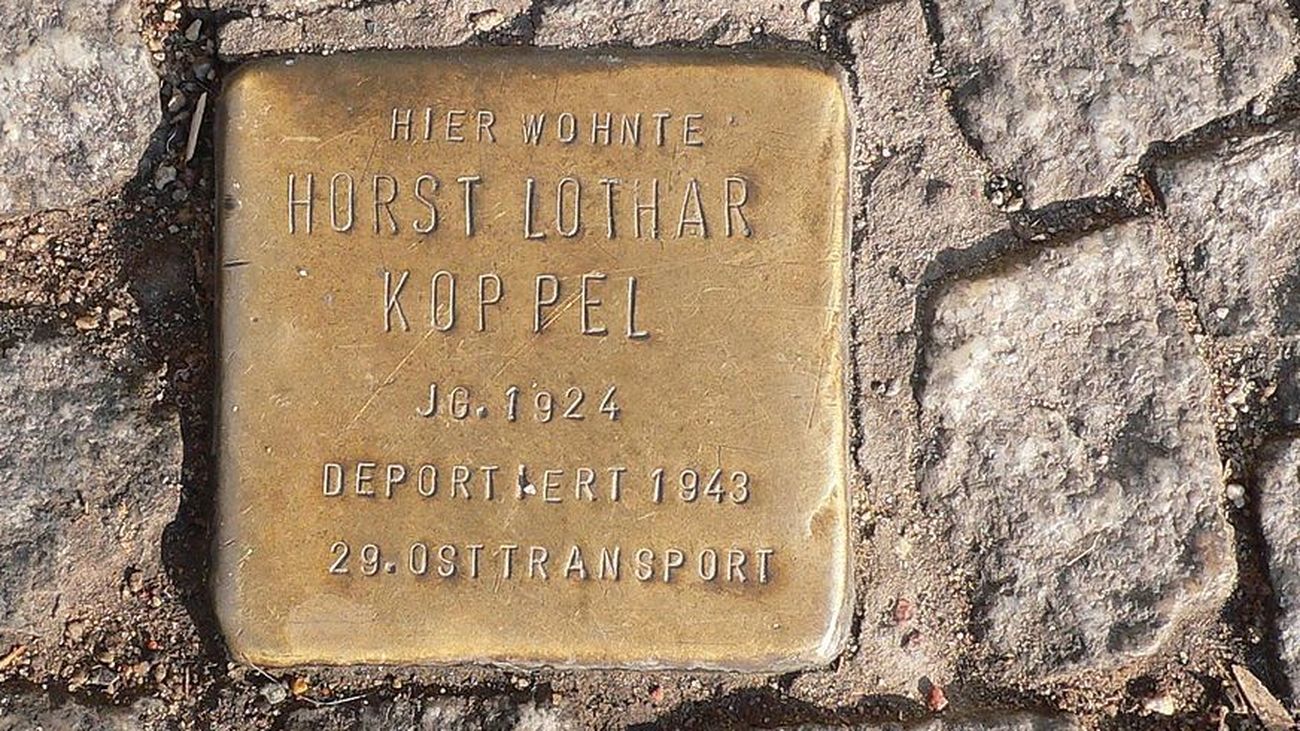 HIER WOHNTE
HORST LOTHAR
KOPPEL
JG. 1924
DEPORTIERT 1943
29. OSTTRANSPORT